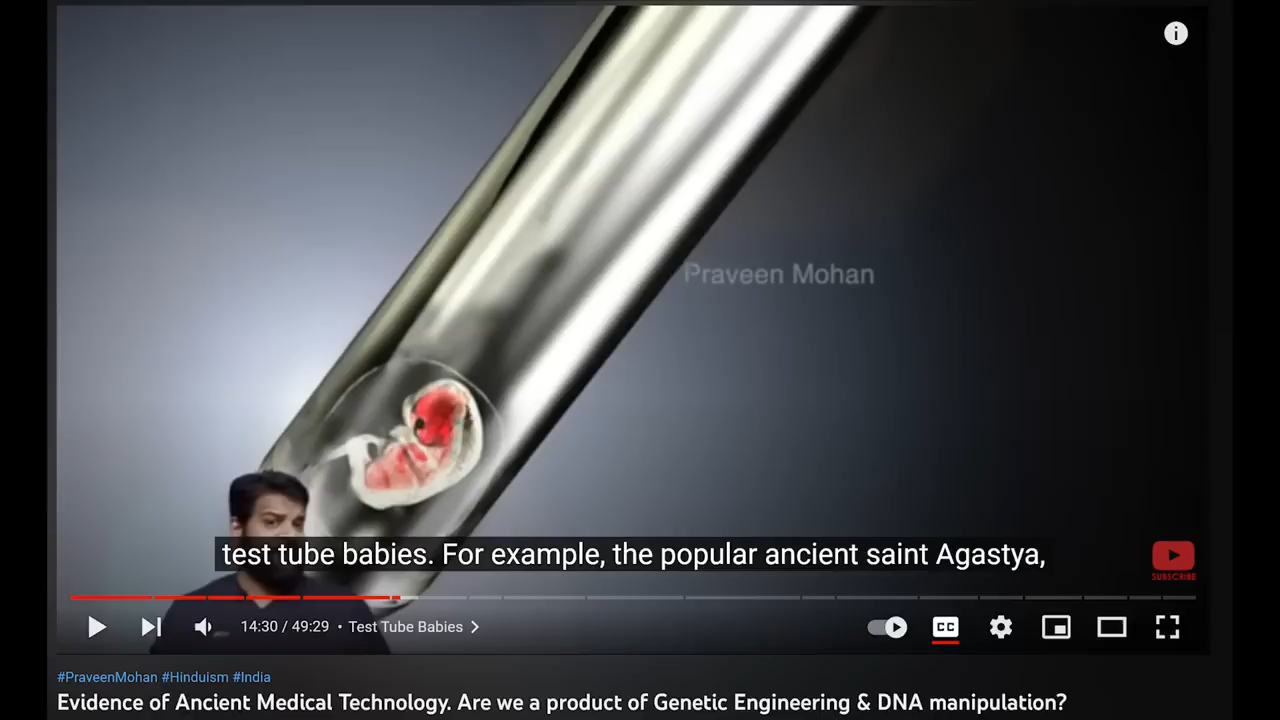 Praveen Mohan
test tube babies. For example, the popular ancient saint Agastya,
SUBSCRIBE
14:30 / 49:29 • Test Tube Babies
CC
#PraveenMohan #Hinduism #India
Evidence of Ancient Medical Technology. Are we a product of Genetic Engineering & DNA manipulation?